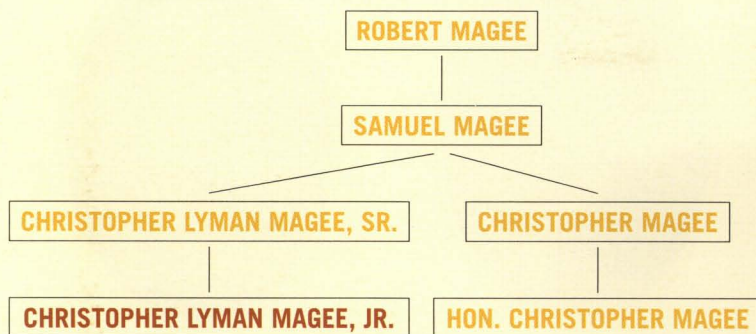 ROBERT MAGEE
SAMUEL MAGEE
CHRISTOPHER LYMAN MAGEE, SR.
CHRISTOPHER MAGEE
CHRISTOPHER LYMAN MAGEE, JR.
HON. CHRISTOPHER MAGEE